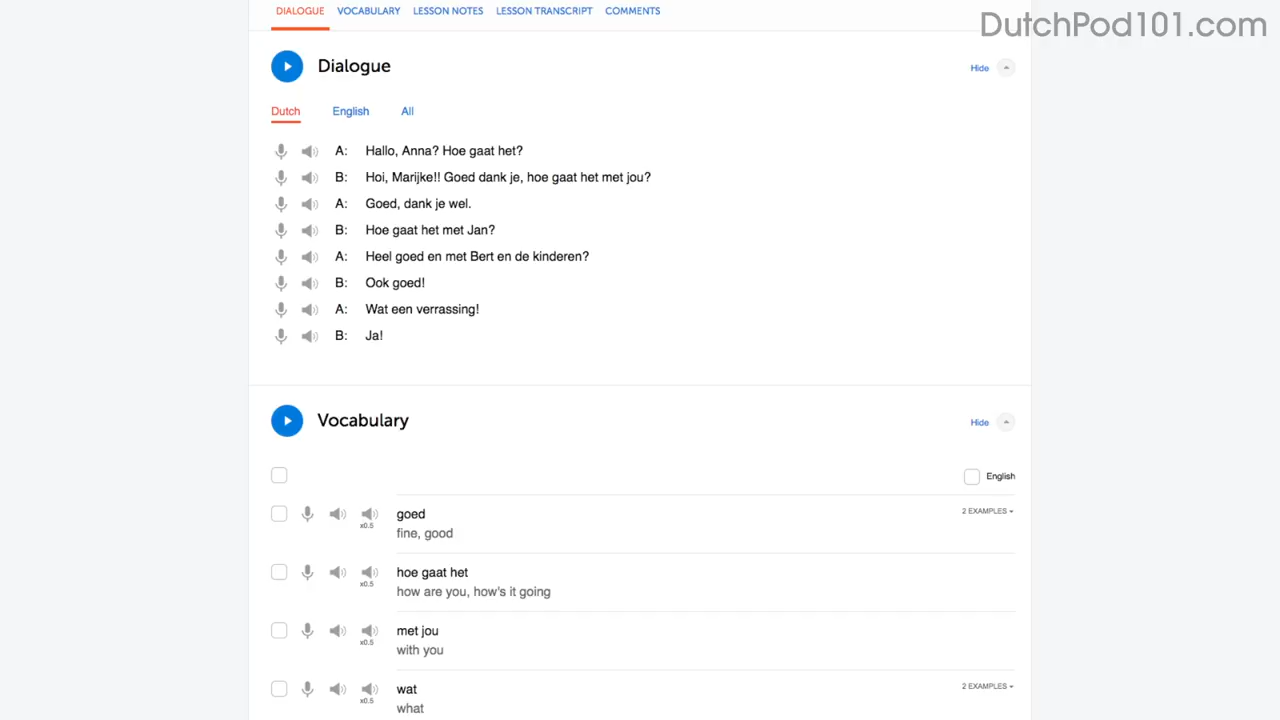 DIALOGUE VOCABULARY LESSON NOTES LESSON TRANSCRIPT COMMENTS
DutchPod101.com
Dialogue
Hide
Dutch English All
A: Hallo, Anna? Hoe gaat het?
B: Hoi, Marijke!! Goed dank je, hoe gaat het met jou?
A: Goed, dank je wel.
B: Hoe gaat het met Jan?
A: Heel goed en met Bert en de kinderen?
B: Ook goed!
A: Wat een verrassing!
B: Ja!
Vocabulary
Hide
English
goed
2 EXAMPLES
x0.5
fine, good
hoe gaat het
x0.5
how are you, how's it going
met jou
x0.5
with you
wat
2 EXAMPLES
x0.5
what